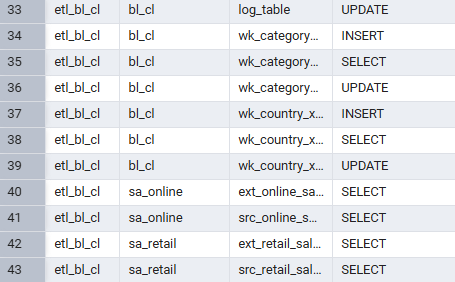 33 etl_bl_cl bl_cl log_table UPDATE
34 etl_bl_cl bl_cl wk_category… INSERT
35 etl_bl_cl bl_cl wk_category… SELECT
36 etl_bl_cl bl_cl wk_category… UPDATE
37 etl_bl_cl bl_cl wk_country_x… INSERT
38 etl_bl_cl bl_cl wk_country_x… SELECT
39 etl_bl_cl bl_cl wk_country_x… UPDATE
40 etl_bl_cl sa_online ext_online_sa… SELECT
41 etl_bl_cl sa_online src_online_s… SELECT
42 etl_bl_cl sa_retail ext_retail_sal… SELECT
43 etl_bl_cl sa_retail src_retail_sal… SELECT